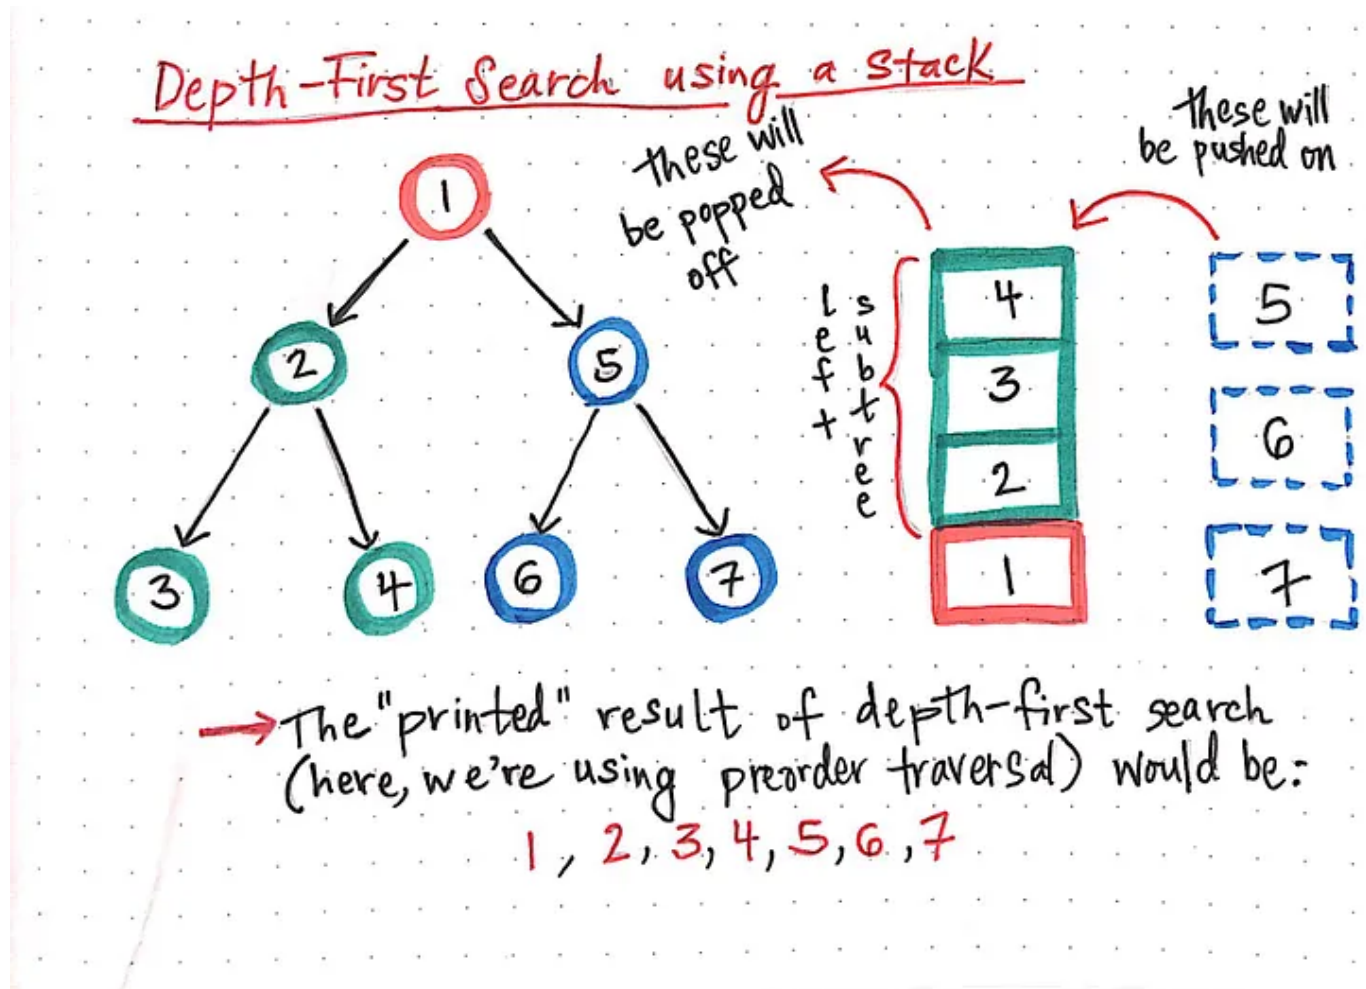 Depth-First Search using a stack
these will
be popped
off
these will
be pushed on
1
2
5
3
4
6
7
left
subtree
4
3
2
1
5
6
7
The "printed" result of depth-first search
(here, we're using preorder traversal) would be:
1, 2, 3, 4, 5, 6, 7